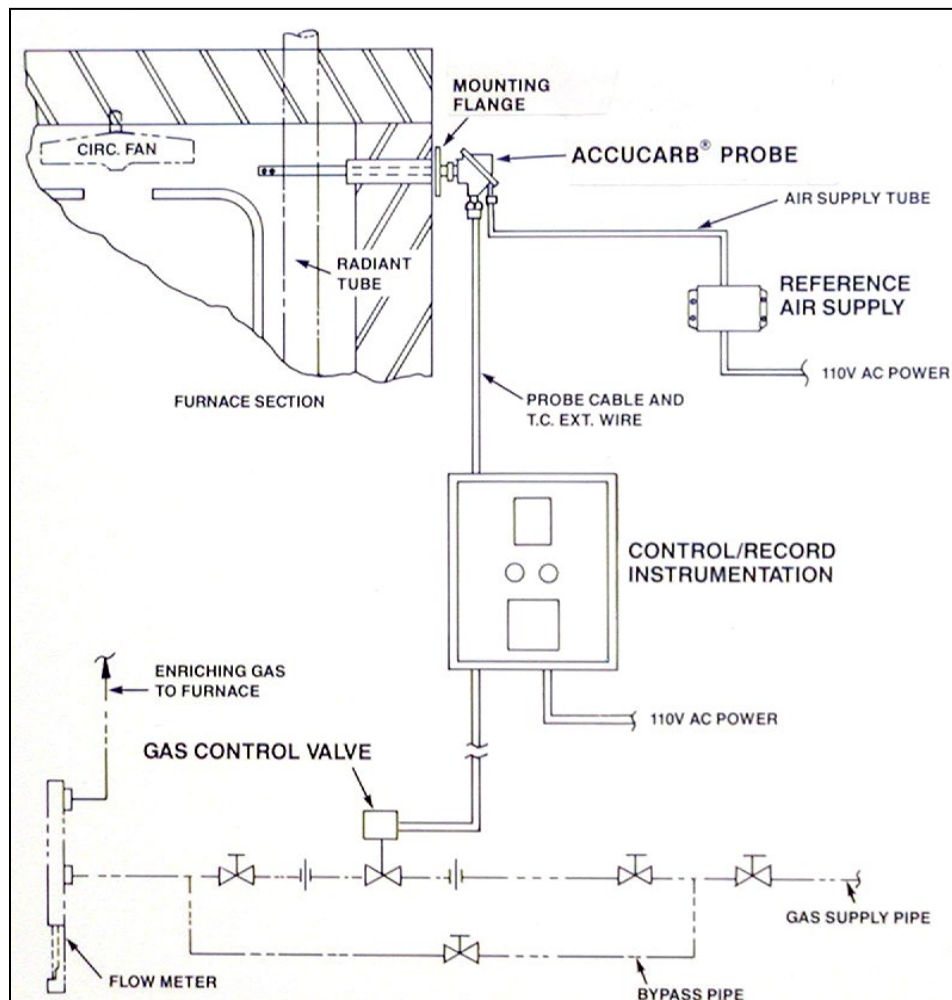 MOUNTING
FLANGE
CIRC. FAN
ACCUCARB® PROBE
AIR SUPPLY TUBE
RADIANT
TUBE
REFERENCE
AIR SUPPLY
110V AC POWER
FURNACE SECTION
PROBE CABLE AND
T.C. EXT. WIRE
CONTROL/RECORD
INSTRUMENTATION
ENRICHING GAS
TO FURNACE
110V AC POWER
GAS CONTROL VALVE
GAS SUPPLY PIPE
FLOW METER
BYPASS PIPE